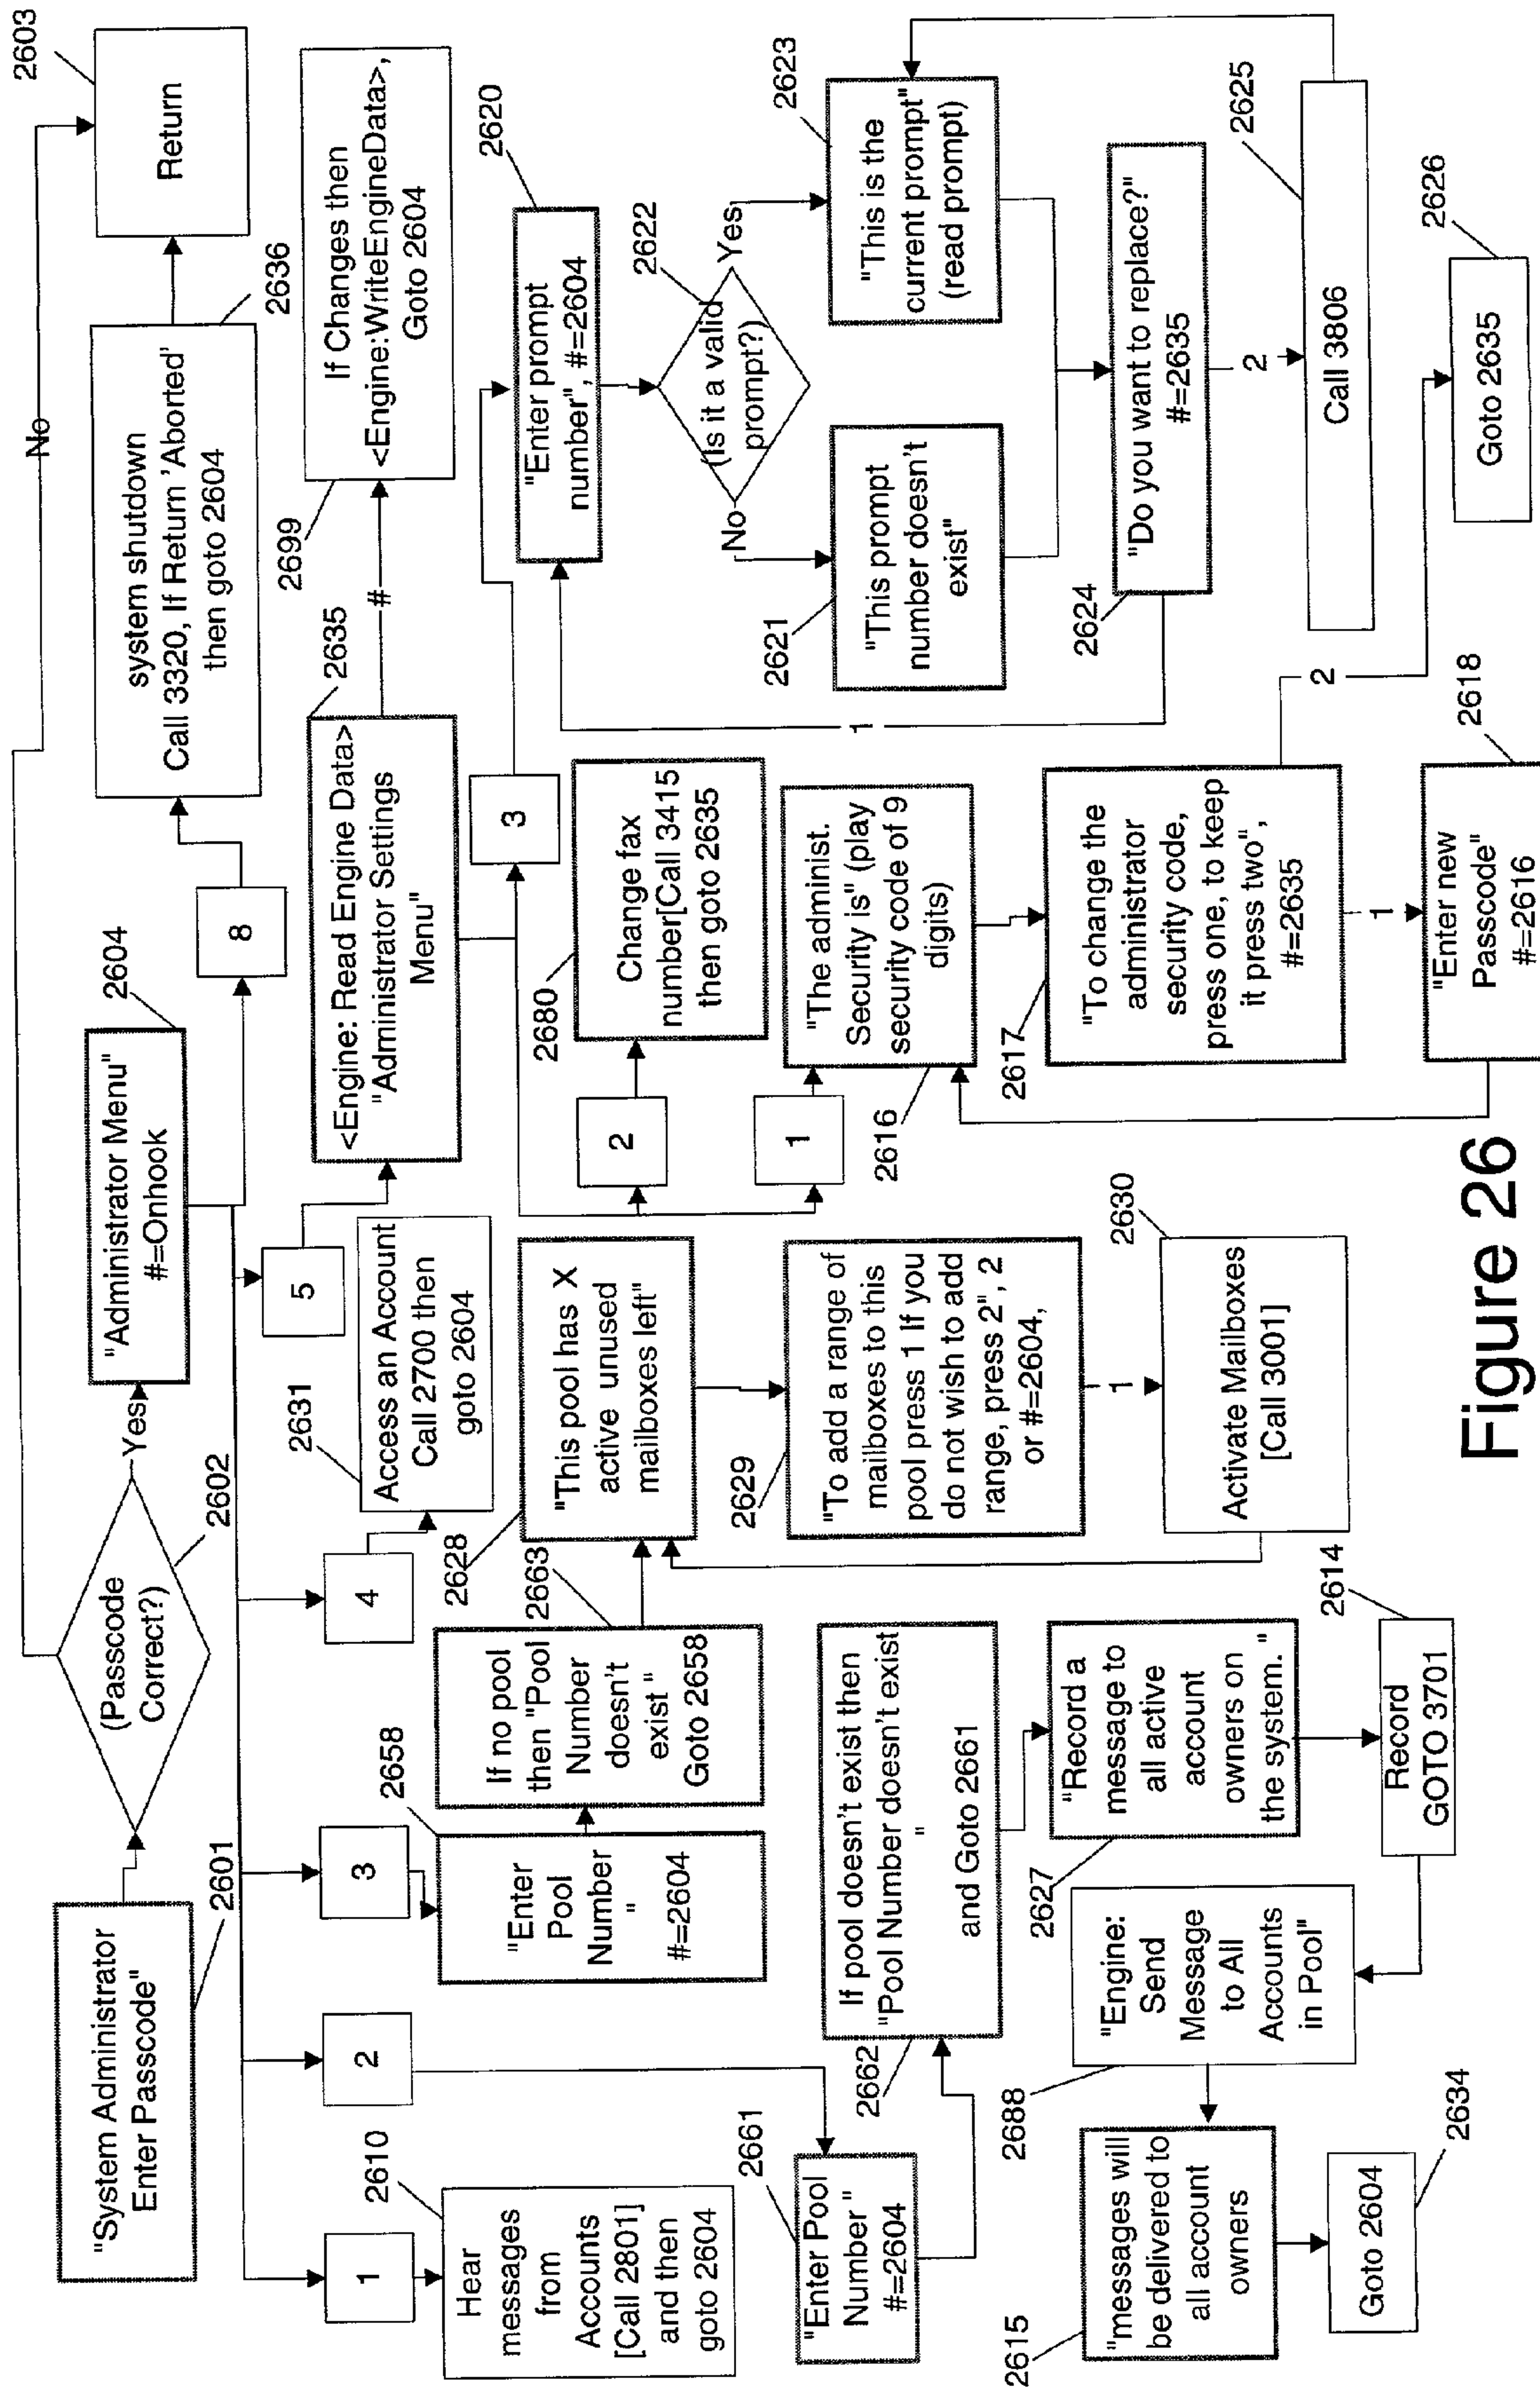 "System Administrator
Enter Passcode"
2601
(Passcode
Correct?)
2602
No
Yes
"Administrator Menu"
#=Onhook
2604
8
system shutdown
Call 3320, If Return 'Aborted'
then goto 2604
2636
Return
2603
1
Hear
messages
from
Accounts
[Call 2801]
and then
goto 2604
2610
2
"Enter Pool
Number "
#=2604
2661
If pool doesn't exist then
"Pool Number doesn't exist
"
and Goto 2661
2662
"Record a
message to
all active
account
owners on
the system. "
2627
Record
GOTO 3701
2614
"Engine:
Send
Message
to All
Accounts
in Pool"
2688
"messages will
be delivered to
all account
owners
2615
Goto 2604
2634
3
"Enter
Pool
Number
"
#=2604
2658
If no pool
then "Pool
Number
doesn't
exist "
Goto 2658
2663
"This pool has X
active unused
mailboxes left"
2628
"To add a range of
mailboxes to this
pool press 1 If you
do not wish to add
range, press 2", 2
or #=2604,
2629
1
Activate Mailboxes
[Call 3001]
2630
4
Access an Account
Call 2700 then
goto 2604
2631
5
<Engine: Read Engine Data>
"Administrator Settings
Menu"
2635
#
If Changes then
<Engine:WriteEngineData>,
Goto 2604
2699
1
"The administ.
Security is" (play
security code of 9
digits)
2616
"To change the
administrator
security code,
press one, to keep
it press two",
#=2635
2617
1
2
"Enter new
Passcode"
#=2616
2618
Goto 2635
2626
2
Change fax
number[Call 3415
then goto 2635
2680
3
"Enter prompt
number", #=2604
2620
(Is it a valid
prompt?)
2622
No
Yes
"This prompt
number doesn't
exist"
2621
"This is the
current prompt"
(read prompt)
2623
"Do you want to replace?"
#=2635
2624
1
2
Call 3806
2625
Figure 26